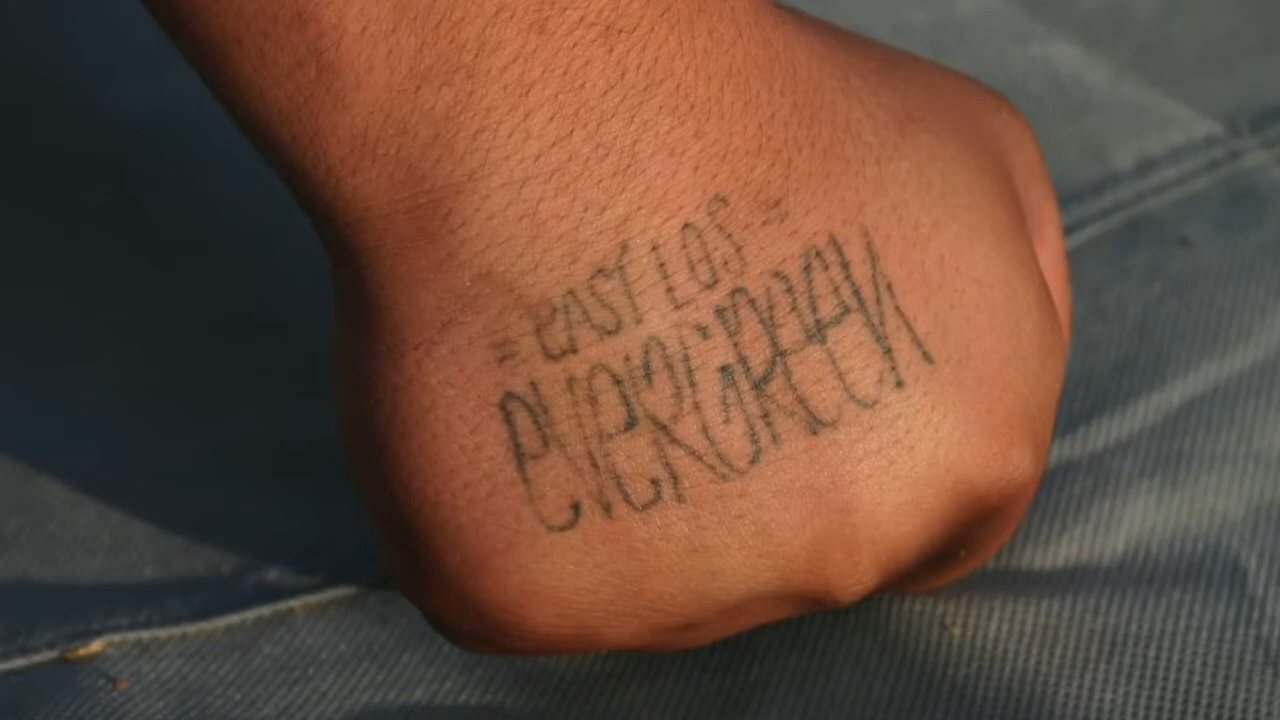 = EAST LOS =
EVERGREEN